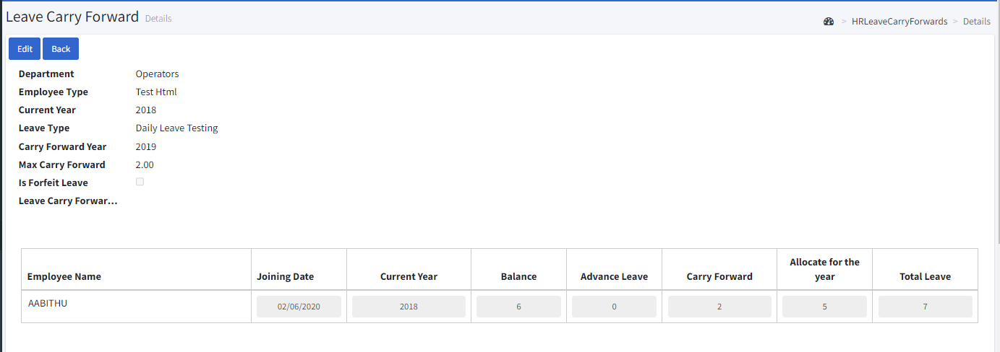 Leave Carry Forward Details
> HRLeaveCarryForwards > Details
Edit Back
Department Operators
Employee Type Test Html
Current Year 2018
Leave Type Daily Leave Testing
Carry Forward Year 2019
Max Carry Forward 2.00
Is Forfeit Leave
Leave Carry Forwar...
Employee Name Joining Date Current Year Balance Advance Leave Carry Forward Allocate for the year Total Leave
AABITHU 02/06/2020 2018 6 0 2 5 7